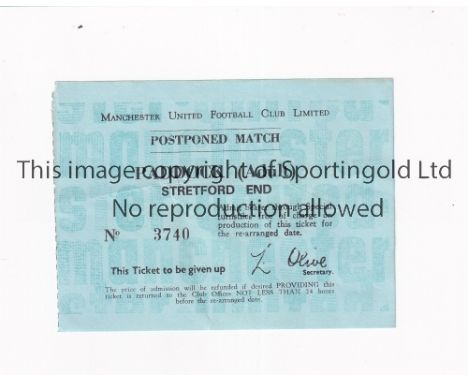 MANCHESTER UNITED FOOTBALL CLUB LIMITED
POSTPONED MATCH
This image copyright of Sportingold Ltd
PADDOCK (Adults)
STRETFORD END
No reproduction allowed
production of this ticket for
the re-arranged date.
No 3740
This Ticket to be given up
L. Olive
Secretary.
The price of admission will be refunded if desired PROVIDING this
ticket is returned to the Club Offices NOT LESS THAN 24 hours
before the re-arranged date.